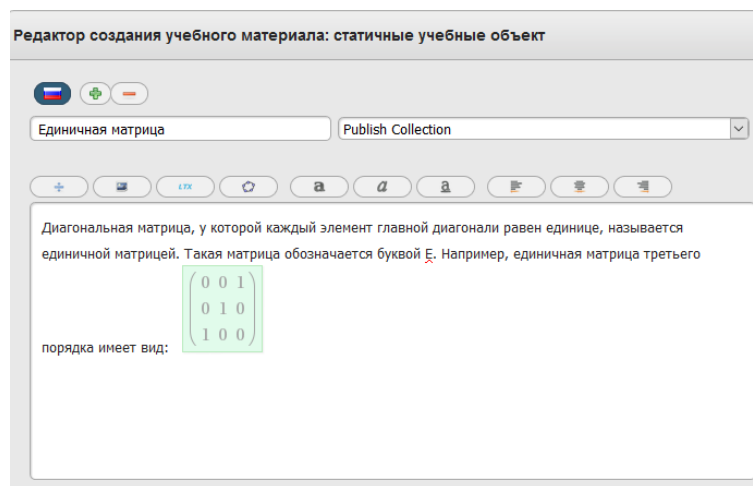 Редактор создания учебного материала: статичные учебные объект
Единичная матрица
Publish Collection
LTX
a a a
Диагональная матрица, у которой каждый элемент главной диагонали равен единице, называется
единичной матрицей. Такая матрица обозначается буквой E. Например, единичная матрица третьего
0 0 1
0 1 0
1 0 0
порядка имеет вид: